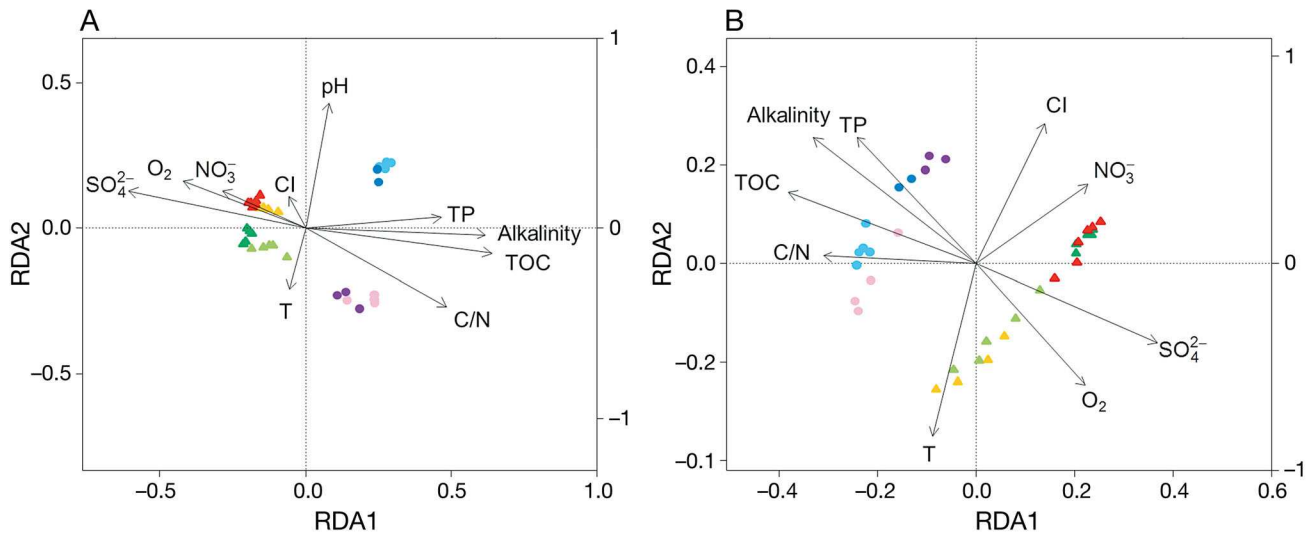 A
B
1
1
0.5
0.4
pH
Alkalinity
TP
CI
O₂
NO₃⁻
SO₄²⁻
CI
0.2
TOC
NO₃⁻
TP
0.0
0
Alkalinity
TOC
RDA2
RDA2
C/N
0.0
0
T
C/N
−0.2
SO₄²⁻
−0.5
O₂
−1
T
−0.1
−1
−0.5
0.0
0.5
1.0
−0.4
−0.2
0.0
0.2
0.4
0.6
RDA1
RDA1